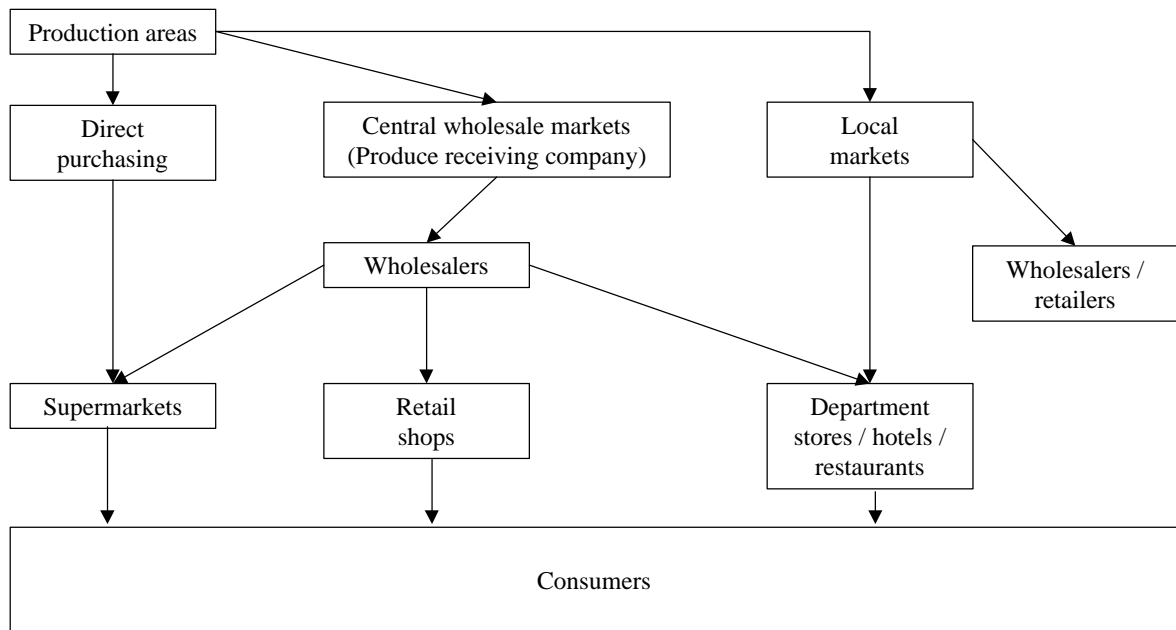 Production areas
Direct
purchasing
Central wholesale markets
(Produce receiving company)
Local
markets
Wholesalers
Wholesalers /
retailers
Supermarkets
Retail
shops
Department
stores / hotels /
restaurants
Consumers